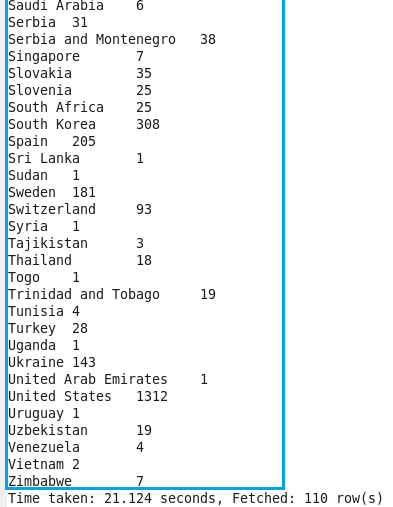 Saudi Arabia 6
Serbia 31
Serbia and Montenegro 38
Singapore 7
Slovakia 35
Slovenia 25
South Africa 25
South Korea 308
Spain 205
Sri Lanka 1
Sudan 1
Sweden 181
Switzerland 93
Syria 1
Tajikistan 3
Thailand 18
Togo 1
Trinidad and Tobago 19
Tunisia 4
Turkey 28
Uganda 1
Ukraine 143
United Arab Emirates 1
United States 1312
Uruguay 1
Uzbekistan 19
Venezuela 4
Vietnam 2
Zimbabwe 7
Time taken: 21.124 seconds, Fetched: 110 row(s)